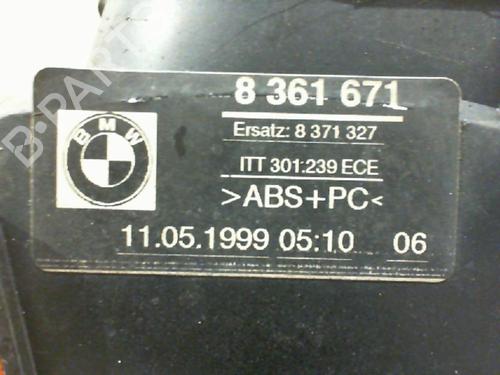 8 361 671
Ersatz: 8 371 327
ITT 301.239 ECE
>ABS+PC<
11.05.1999 05:10 06
BMW
B-PARTS